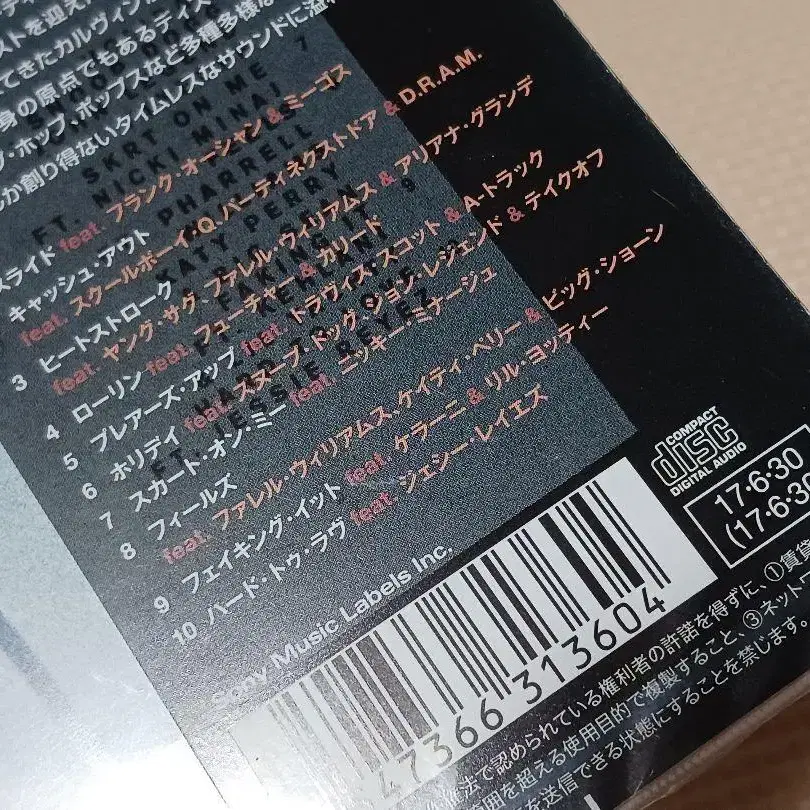 ストを迎え
てきたカルヴィン
身の原点でもあるディス
プ・ホップ、ポップスなど多種多様な
しか創り得ないタイムレスなサウンドに溢
7
SKRT ON ME
FT. NICKI MINAJ
PHARRELL
KATY PERRY
9
FAKING IT
FT. KEHLANI
HARD TO LOVE
FT. JESSIE REYEZ
スライド feat. フランク・オーシャン & ミーゴス
キャッシュ・アウト
feat. スクールボーイ・Q、パーティネクストドア & D.R.A.M.
3 ヒートストローク
feat. ヤング・サグ、ファレル・ウィリアムス & アリアナ・グランデ
4 ローリン feat. フューチャー & カリード
5 プレアーズ・アップ feat. トラヴィス・スコット & A-トラック
6 ホリデイ feat. スヌープ・ドッグ、ジョン・レジェンド & テイクオフ
7 スカート・オン・ミー feat. ニッキー・ミナージュ
8 フィールズ
feat. ファレル・ウィリアムス、ケイティ・ペリー & ビッグ・ショーン
9 フェイキング・イット feat. ケラーニ & リル・ヨッティー
10 ハード・トゥ・ラヴ feat. ジェシー・レイエズ
COMPACT
disc
DIGITAL AUDIO
17・6・30
(17・6・30
Sony Music Labels Inc.
47366 313604
法で認められている権利者の許諾を得ずに、①賃貸
範囲を超える使用目的で複製すること、③ネット
を送信できる状態にすることを禁じます。